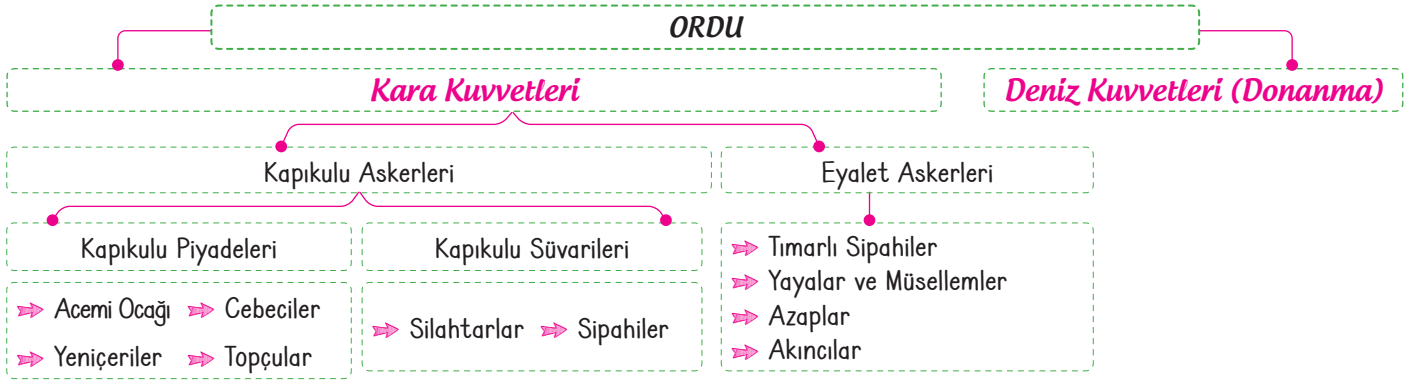 ORDU
Kara Kuvvetleri
Deniz Kuvvetleri (Donanma)
Kapıkulu Askerleri
Eyalet Askerleri
Kapıkulu Piyadeleri
Kapıkulu Süvarileri
Acemi Ocağı
Cebeciler
Yeniçeriler
Topçular
Silahtarlar
Sipahiler
Tımarlı Sipahiler
Yayalar ve Müsellemler
Azaplar
Akıncılar